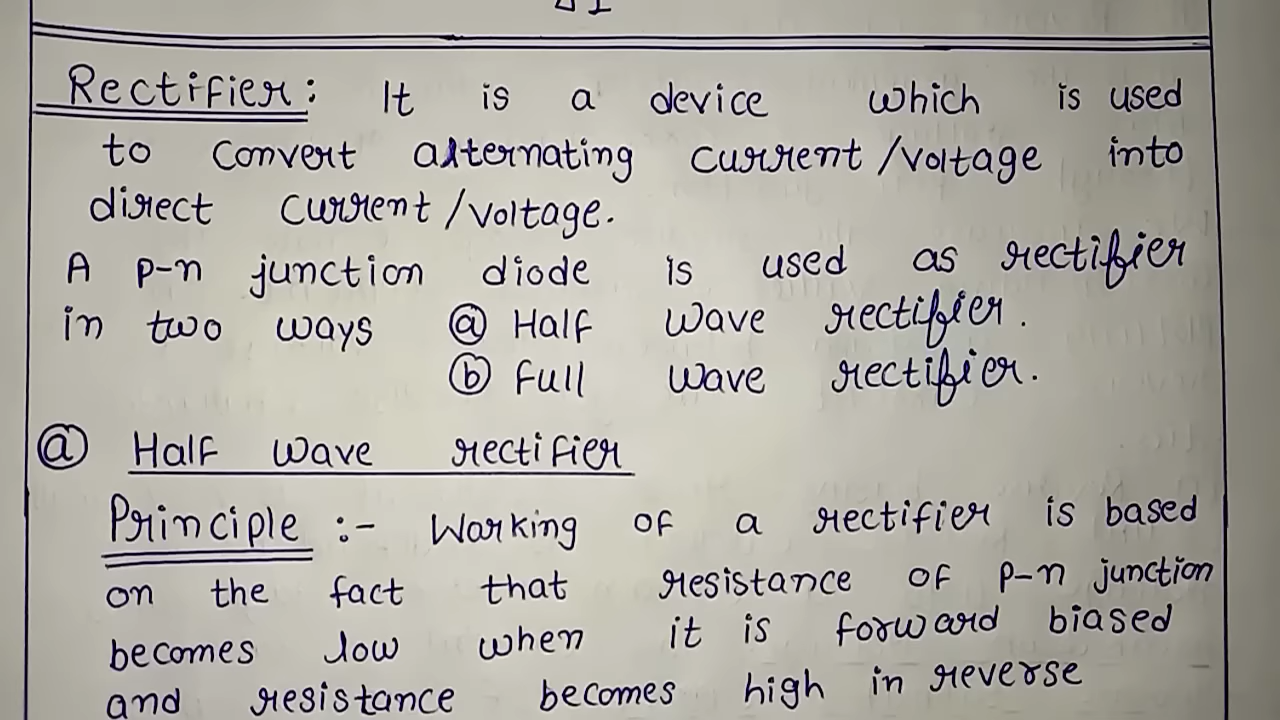 ΔI
Rectifier: It is a device which is used
to convert alternating current/voltage into
direct current/voltage.
A p-n junction diode is used as rectifier
in two ways ⓐ Half wave rectifier.
ⓑ Full wave rectifier.
ⓐ Half wave rectifier
Principle :- Working of a rectifier is based
on the fact that resistance of p-n junction
becomes low when it is forward biased
and resistance becomes high in reverse